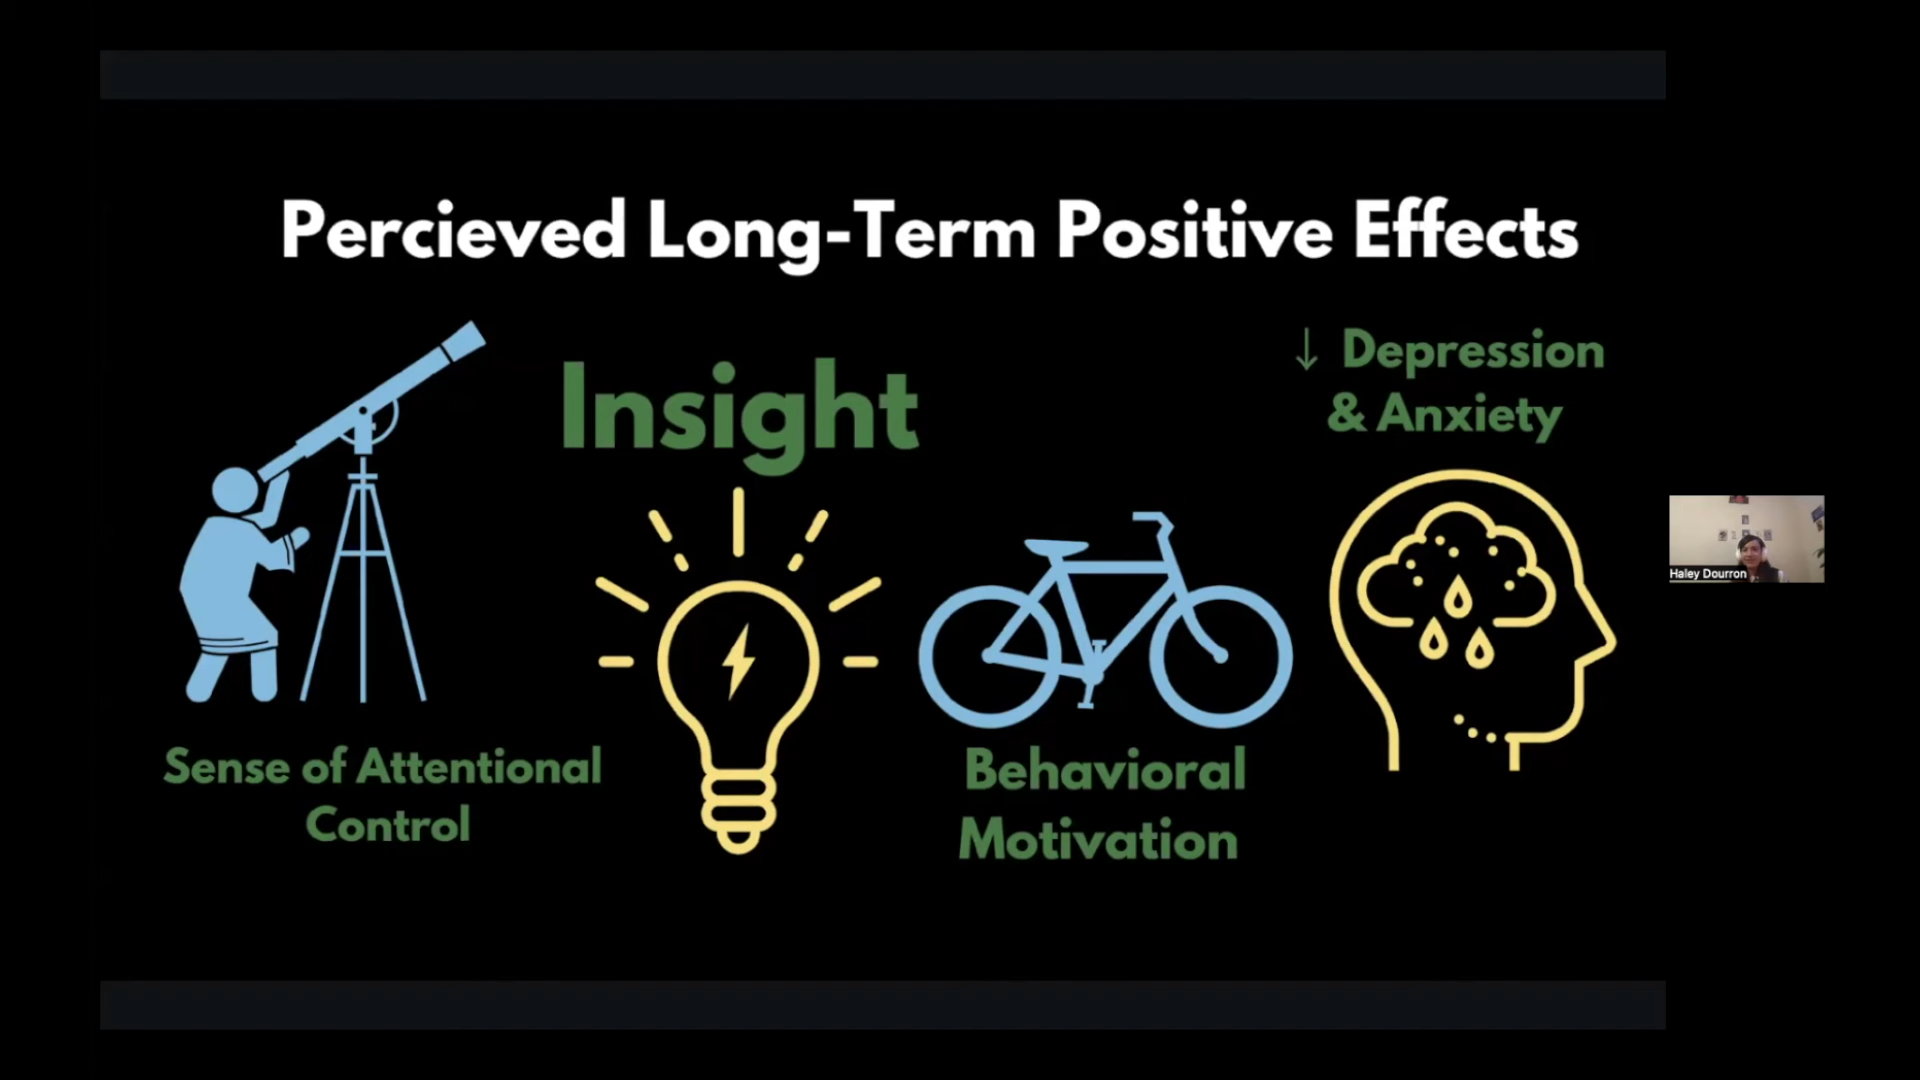 Percieved Long-Term Positive Effects
Sense of Attentional
Control
Insight
Behavioral
Motivation
↓ Depression
& Anxiety
Haley Dourron